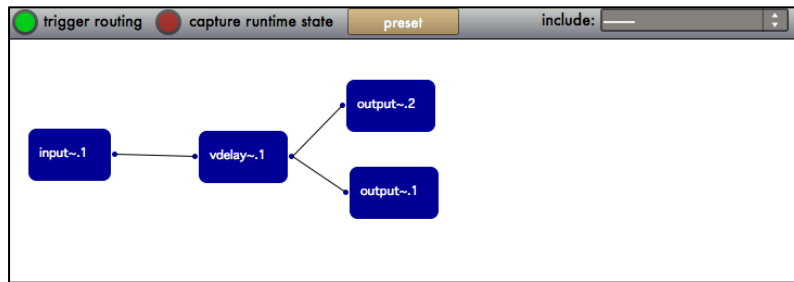 trigger routing capture runtime state preset include: ----
output~.2
input~.1 vdelay~.1
output~.1